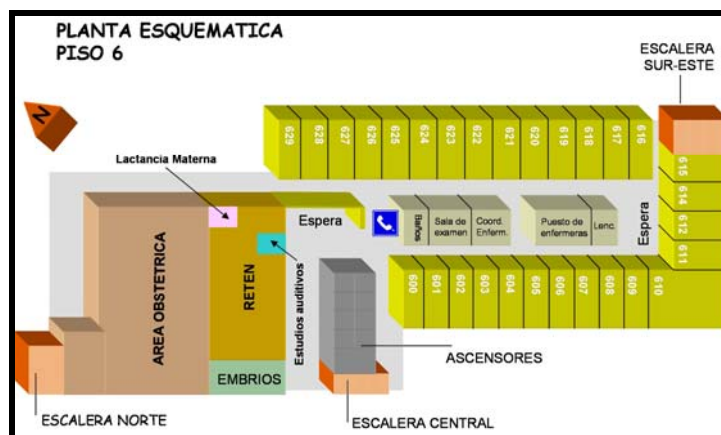 PLANTA ESQUEMATICA
PISO 6
ESCALERA
SUR-ESTE
N
629
628
627
626
625
624
623
622
621
620
619
618
617
616
615
614
612
611
Lactancia Materna
Espera
Baños
Sala de
examen
Coord.
Enferm.
Puesto de
enfermeras
Lenc.
Espera
AREA OBSTETRICA
RETEN
Estudios auditivos
600
601
602
603
604
605
606
607
608
609
610
EMBRIOS
ASCENSORES
ESCALERA NORTE
ESCALERA CENTRAL